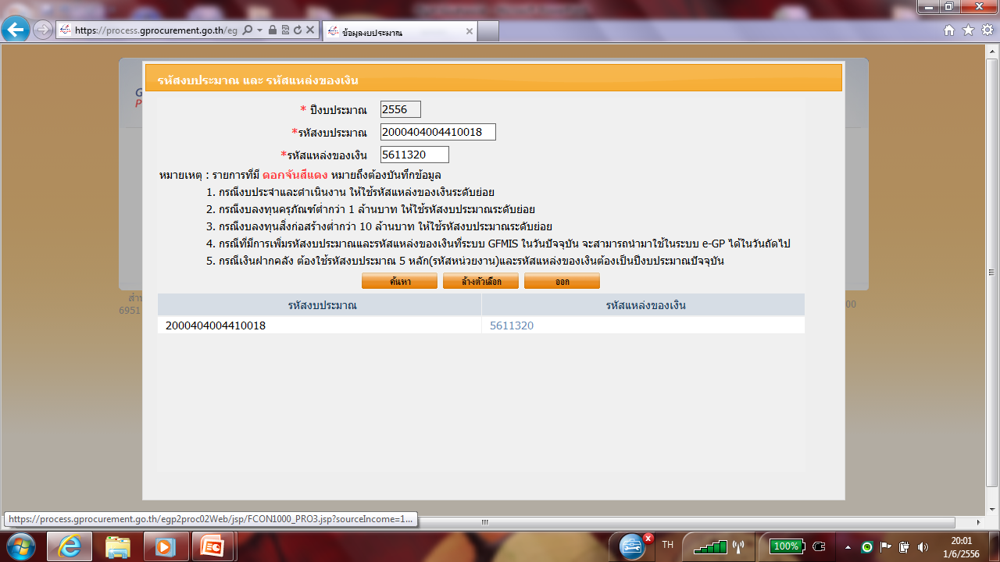 https://process.gprocurement.go.th/eg
ข้อมูลงบประมาณ
รหัสงบประมาณ และ รหัสแหล่งของเงิน
* ปีงบประมาณ 2556
*รหัสงบประมาณ 2000404004410018
*รหัสแหล่งของเงิน 5611320
หมายเหตุ : รายการที่มี ดอกจันสีแดง หมายถึงต้องบันทึกข้อมูล
1. กรณีงบประจำและดำเนินงาน ให้ใช้รหัสแหล่งของเงินระดับย่อย
2. กรณีงบลงทุนครุภัณฑ์ต่ำกว่า 1 ล้านบาท ให้ใช้รหัสงบประมาณระดับย่อย
3. กรณีงบลงทุนสิ่งก่อสร้างต่ำกว่า 10 ล้านบาท ให้ใช้รหัสงบประมาณระดับย่อย
4. กรณีที่มีการเพิ่มรหัสงบประมาณและรหัสแหล่งของเงินที่ระบบ GFMIS ในวันปัจจุบัน จะสามารถนำมาใช้ในระบบ e-GP ได้ในวันถัดไป
5. กรณีเงินฝากคลัง ต้องใช้รหัสงบประมาณ 5 หลัก(รหัสหน่วยงาน)และรหัสแหล่งของเงินต้องเป็นปีงบประมาณปัจจุบัน
ค้นหา ล้างตัวเลือก ออก
รหัสงบประมาณ รหัสแหล่งของเงิน
2000404004410018 5611320
6951
https://process.gprocurement.go.th/egp2proc02Web/jsp/FCON1000_PRO3.jsp?sourceIncome=1...
TH 100% 20:01
1/6/2556